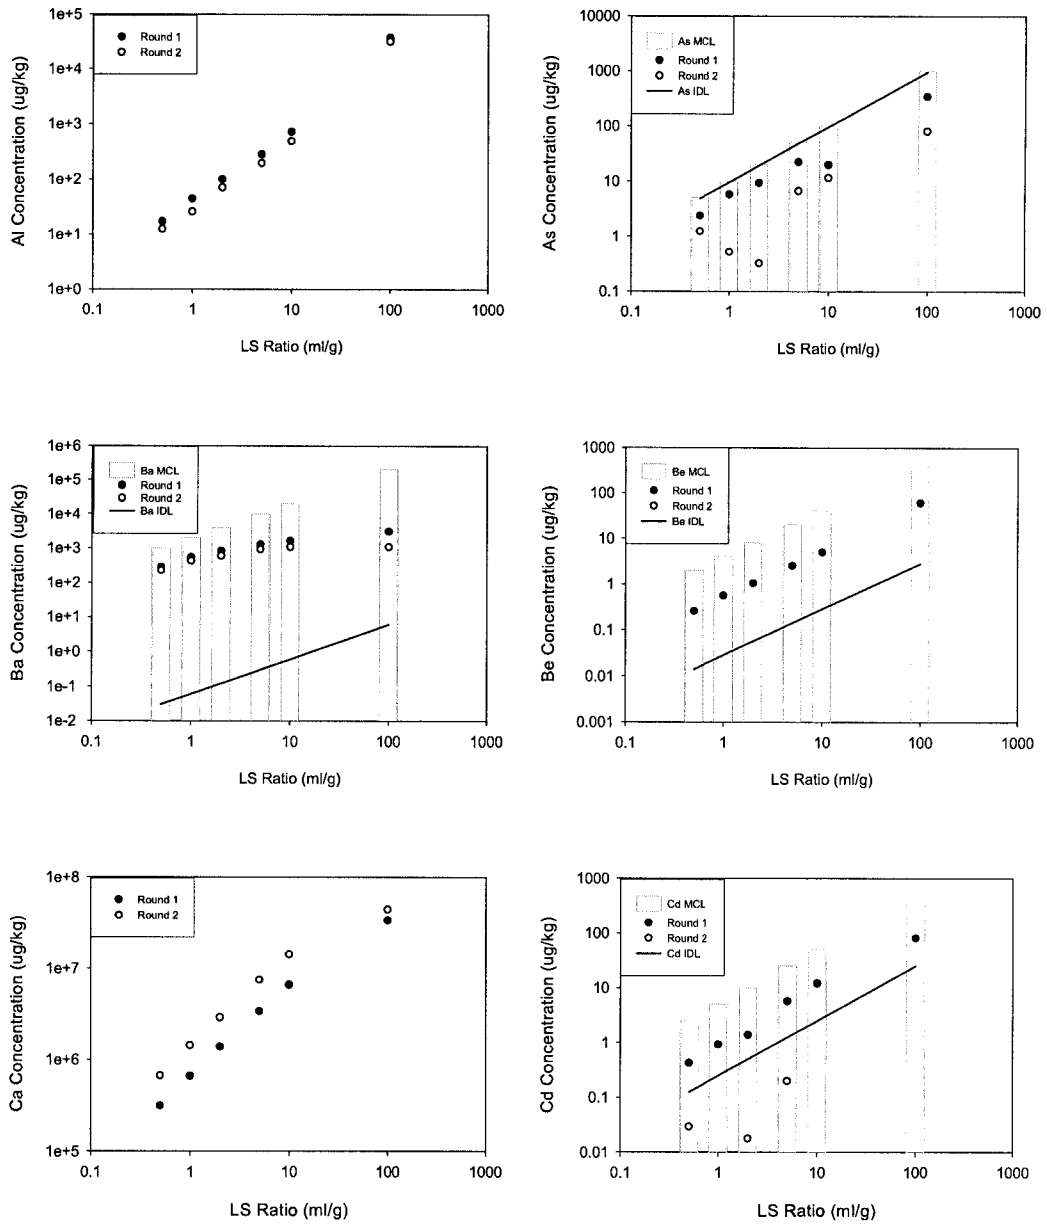 1e+5
1e+4
1e+3
1e+2
1e+1
1e+0
Al Concentration (ug/kg)
Round 1
Round 2
0.1 1 10 100 1000
LS Ratio (ml/g)
10000
1000
100
10
1
0.1
As Concentration (ug/kg)
As MCL
Round 1
Round 2
As IDL
0.1 1 10 100 1000
LS Ratio (ml/g)
1e+6
1e+5
1e+4
1e+3
1e+2
1e+1
1e+0
1e-1
1e-2
Ba Concentration (ug/kg)
Ba MCL
Round 1
Round 2
Ba IDL
0.1 1 10 100 1000
LS Ratio (ml/g)
1000
100
10
1
0.1
0.01
0.001
Be Concentration (ug/kg)
Be MCL
Round 1
Round 2
Be IDL
0.1 1 10 100 1000
LS Ratio (ml/g)
1e+8
1e+7
1e+6
1e+5
Ca Concentration (ug/kg)
Round 1
Round 2
0.1 1 10 100 1000
LS Ratio (ml/g)
1000
100
10
1
0.1
0.01
Cd Concentration (ug/kg)
Cd MCL
Round 1
Round 2
Cd IDL
0.1 1 10 100 1000
LS Ratio (ml/g)